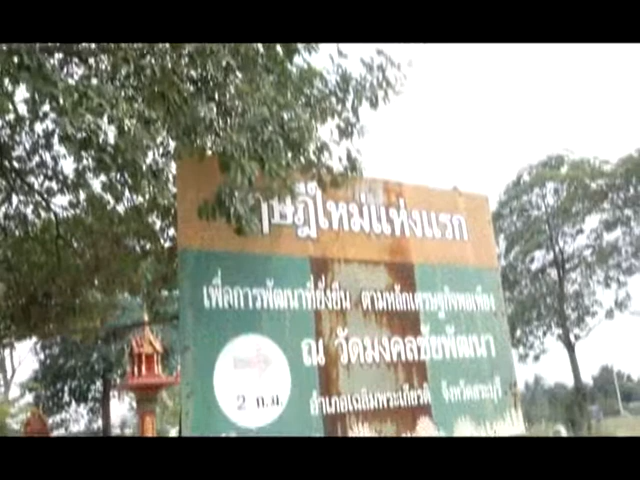 ฤษฎีใหม่แห่งแรก
เพื่อการพัฒนาที่ยั่งยืน ตามหลักเศรษฐกิจพอเพียง
ณ วัดมงคลชัยพัฒนา
2 ก.ม.
อำเภอเฉลิมพระเกียรติ จังหวัดสระบุรี